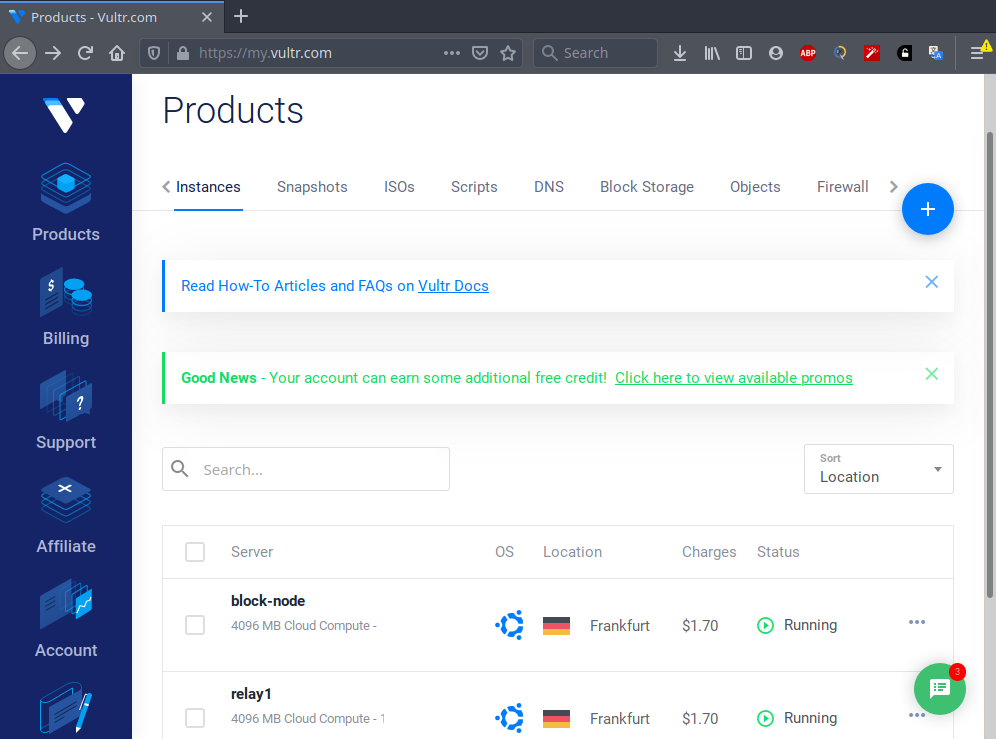 Products - Vultr.com
https://my.vultr.com
Search
ABP
Products
Instances Snapshots ISOs Scripts DNS Block Storage Objects Firewall
Products
Billing
Support
Affiliate
Account
Read How-To Articles and FAQs on Vultr Docs
Good News - Your account can earn some additional free credit! Click here to view available promos
Search...
Sort
Location
Server OS Location Charges Status
block-node
4096 MB Cloud Compute -
Frankfurt $1.70 Running
relay1
4096 MB Cloud Compute - 1
Frankfurt $1.70 Running
3